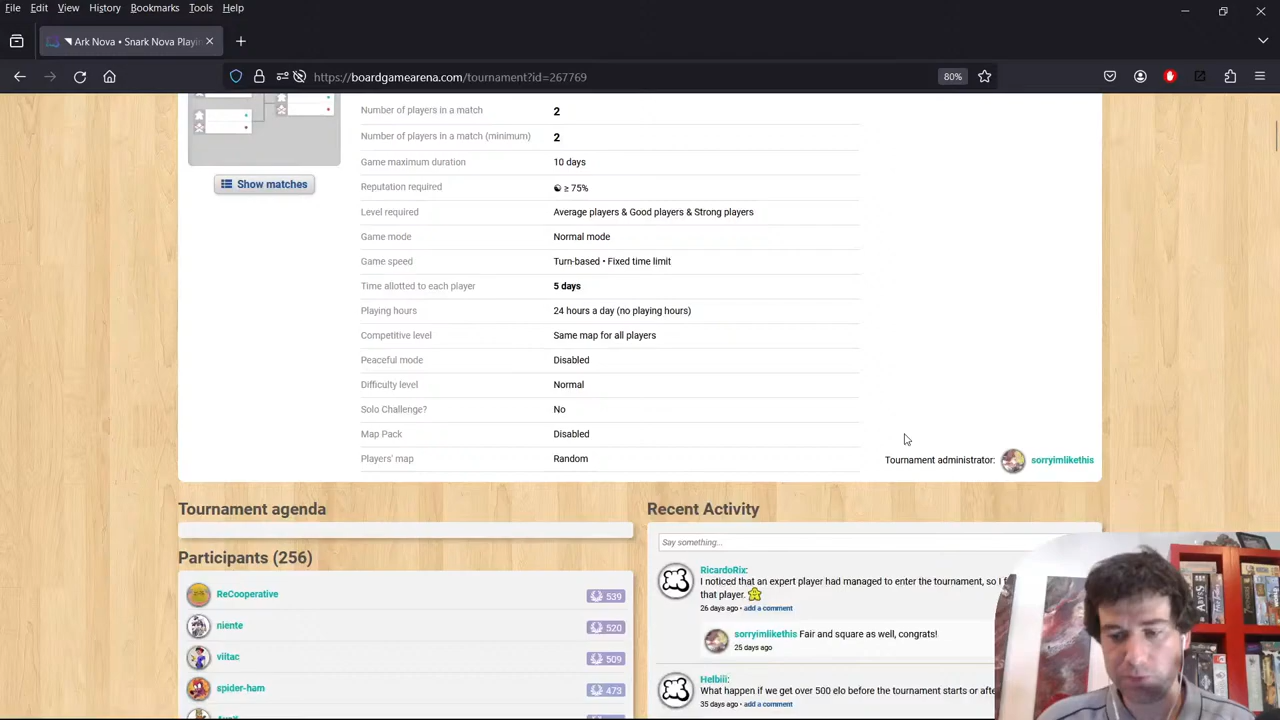 File Edit View History Bookmarks Tools Help
Ark Nova • Snark Nova Playi
https://boardgamearena.com/tournament?id=267769
80%
Number of players in a match 2
Number of players in a match (minimum) 2
Game maximum duration 10 days
Show matches
Reputation required ≥ 75%
Level required Average players & Good players & Strong players
Game mode Normal mode
Game speed Turn-based • Fixed time limit
Time allotted to each player 5 days
Playing hours 24 hours a day (no playing hours)
Competitive level Same map for all players
Peaceful mode Disabled
Difficulty level Normal
Solo Challenge? No
Map Pack Disabled
Players' map Random
Tournament administrator: sorryimlikethis
Tournament agenda
Participants (256)
ReCooperative 539
niente 520
viitac 509
spider-ham 473
Recent Activity
Say something...
RicardoRix:
I noticed that an expert player had managed to enter the tournament, so I
that player.
26 days ago • add a comment
sorryimlikethis Fair and square as well, congrats!
25 days ago
Helbiii:
What happen if we get over 500 elo before the tournament starts or afte
35 days ago • add a comment